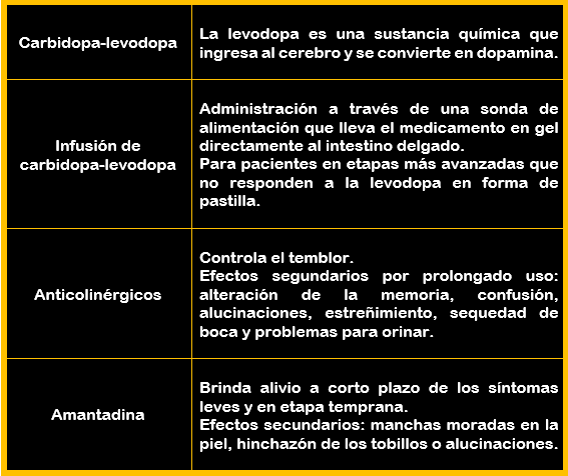 Carbidopa-levodopa
La levodopa es una sustancia química que
ingresa al cerebro y se convierte en dopamina.
Infusión de
carbidopa-levodopa
Administración a través de una sonda de
alimentación que lleva el medicamento en gel
directamente al intestino delgado.
Para pacientes en etapas más avanzadas que
no responden a la levodopa en forma de
pastilla.
Anticolinérgicos
Controla el temblor.
Efectos segundarios por prolongado uso:
alteración de la memoria, confusión,
alucinaciones, estreñimiento, sequedad de
boca y problemas para orinar.
Amantadina
Brinda alivio a corto plazo de los síntomas
leves y en etapa temprana.
Efectos secundarios: manchas moradas en la
piel, hinchazón de los tobillos o alucinaciones.